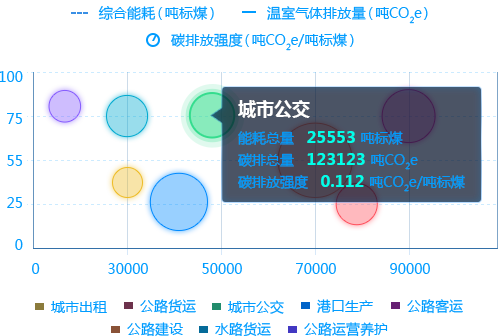 综合能耗（吨标煤） 温室气体排放量（吨CO2e）
碳排放强度（吨CO2e/吨标煤）
100
75
55
25
0
城市公交
能耗总量 25553 吨标煤
碳排总量 123123 吨CO2e
碳排放强度 0.112 吨CO2e/吨标煤
0 30000 50000 70000 90000
城市出租 公路货运 城市公交 港口生产 公路客运
公路建设 水路货运 公路运营养护